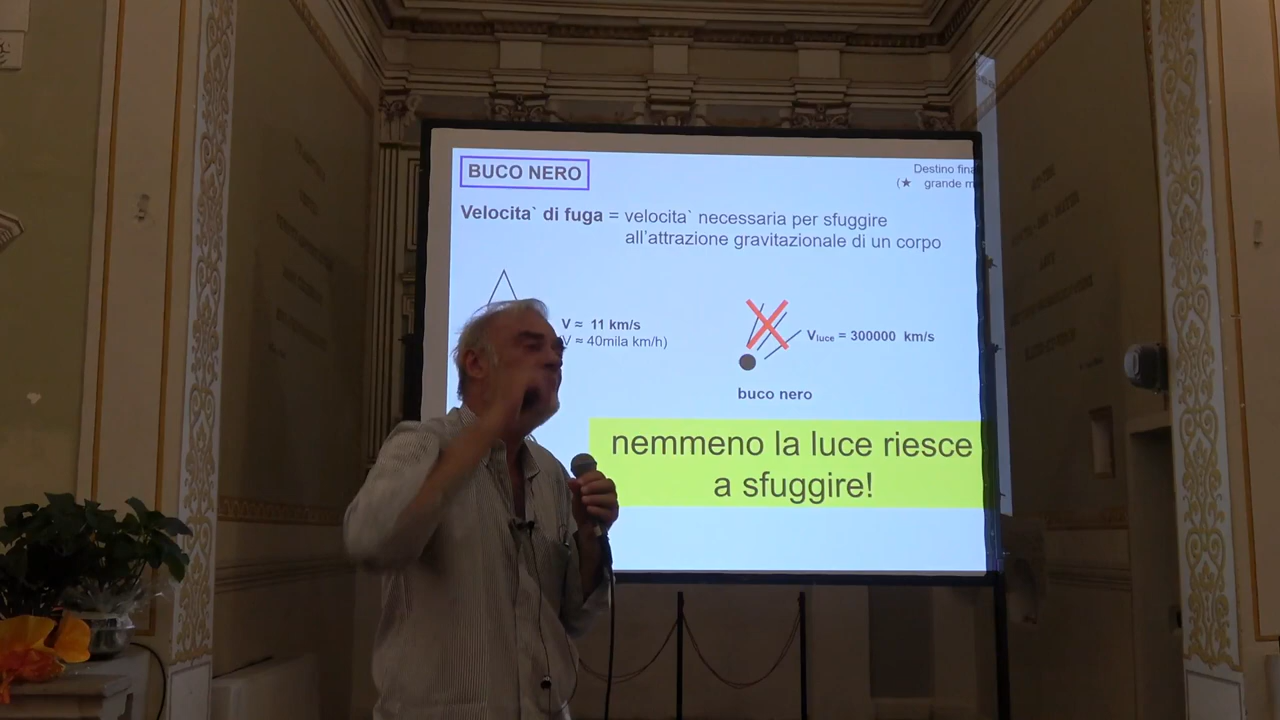 BUCO NERO
Destino fina
(★ grande m
Velocita` di fuga = velocita` necessaria per sfuggire
all'attrazione gravitazionale di un corpo
V ≈ 11 km/s
V ≈ 40mila km/h)
Vluce = 300000 km/s
buco nero
nemmeno la luce riesce
a sfuggire!